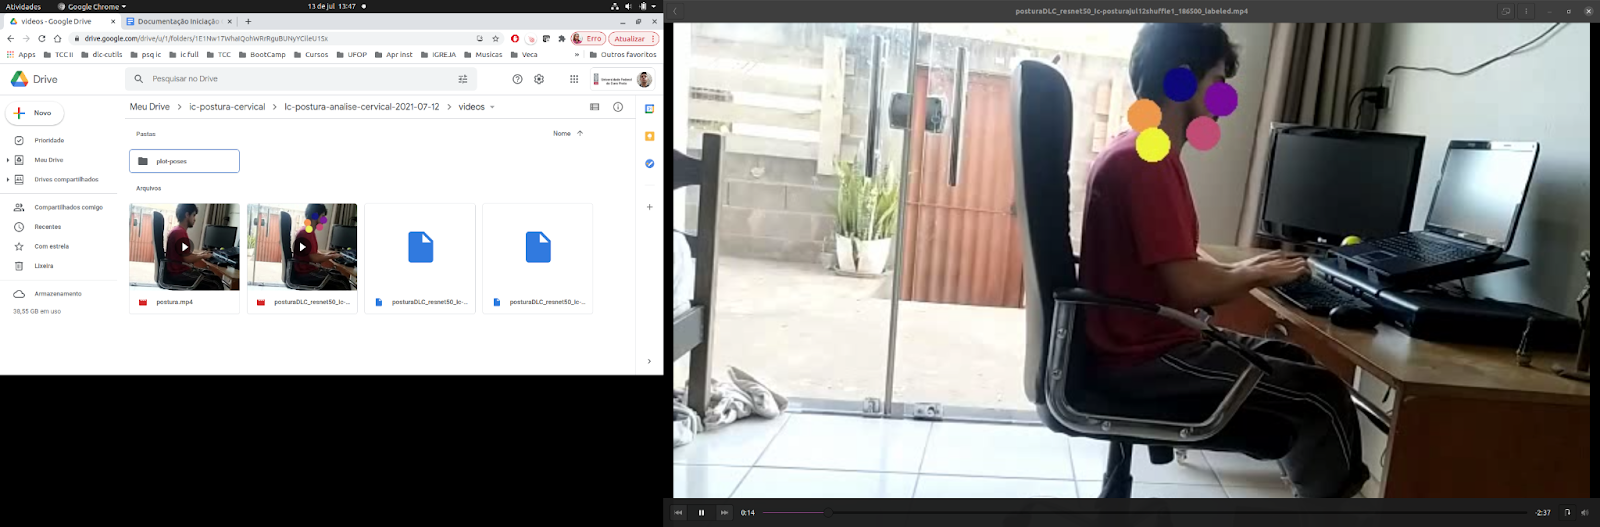 Atividades
Google Chrome
13 de jul 13:47
videos - Google Drive
Documentação Iniciação
drive.google.com/drive/u/1/folders/
Erro
Atualizar
Apps
TCC II
dlc-cutils
psq ic
ic full
TCC
BootCamp
Cursos
UFOP
Apr inst
IGREJA
Musicas
Veca
»
Outros favoritos
Drive
Pesquisar no Drive
Novo
Prioridade
Meu Drive
Drives compartilhados
Compartilhados comigo
Recentes
Com estrela
Lixeira
Armazenamento
38,55 GB em uso
Meu Drive > ic-postura-cervical > Ic-postura-analise-cervical-2021-07-12 > videos
Pastas
Nome
plot-poses
Arquivos
postura.mp4
posturaDLC_resnet50_ic-...
posturaDLC_resnet50_ic-...
posturaDLC_resnet50_ic-...
posturaDLC_resnet50_ic-posturajul12shuffle1_186500_labeled.mp4
0:14
-2:37